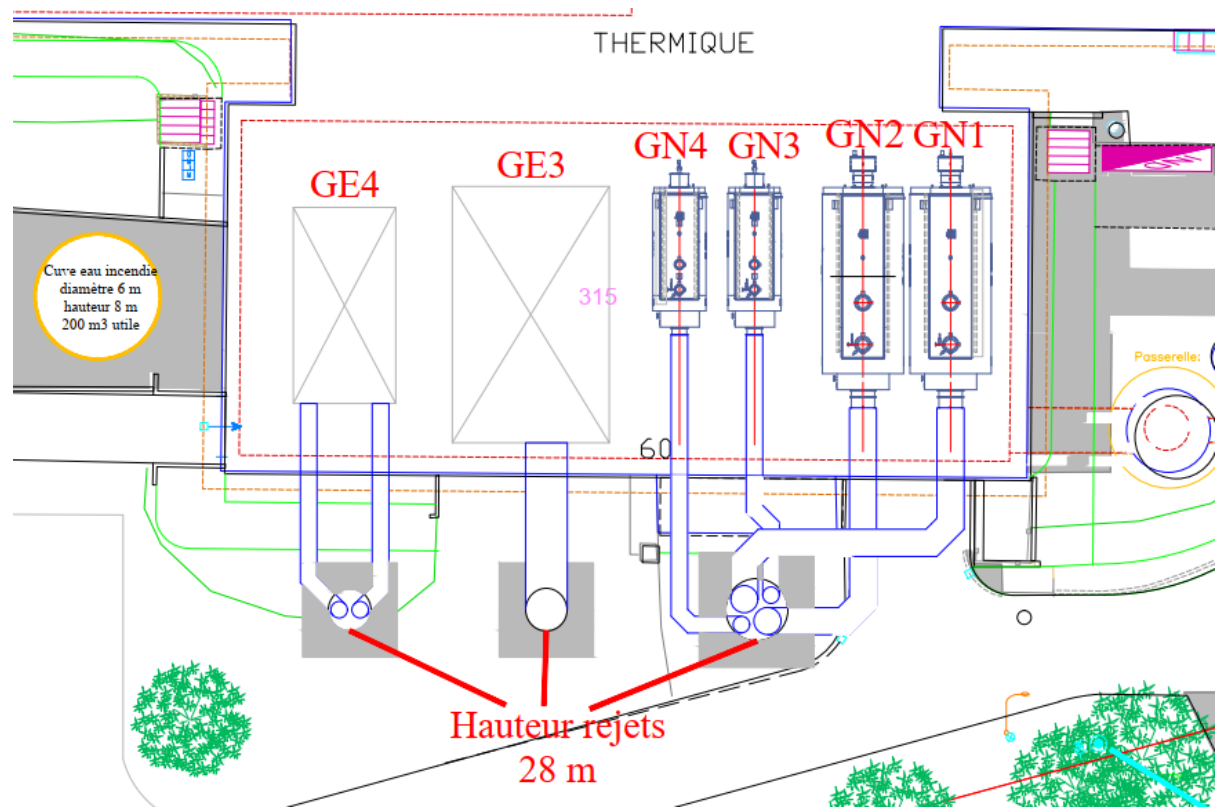 THERMIQUE
GN4
GN3
GN2
GN1
GE4
GE3
Cuve eau incendie
diamètre 6 m
hauteur 8 m
200 m3 utile
315
Passerelle:
60
Hauteur rejets
28 m